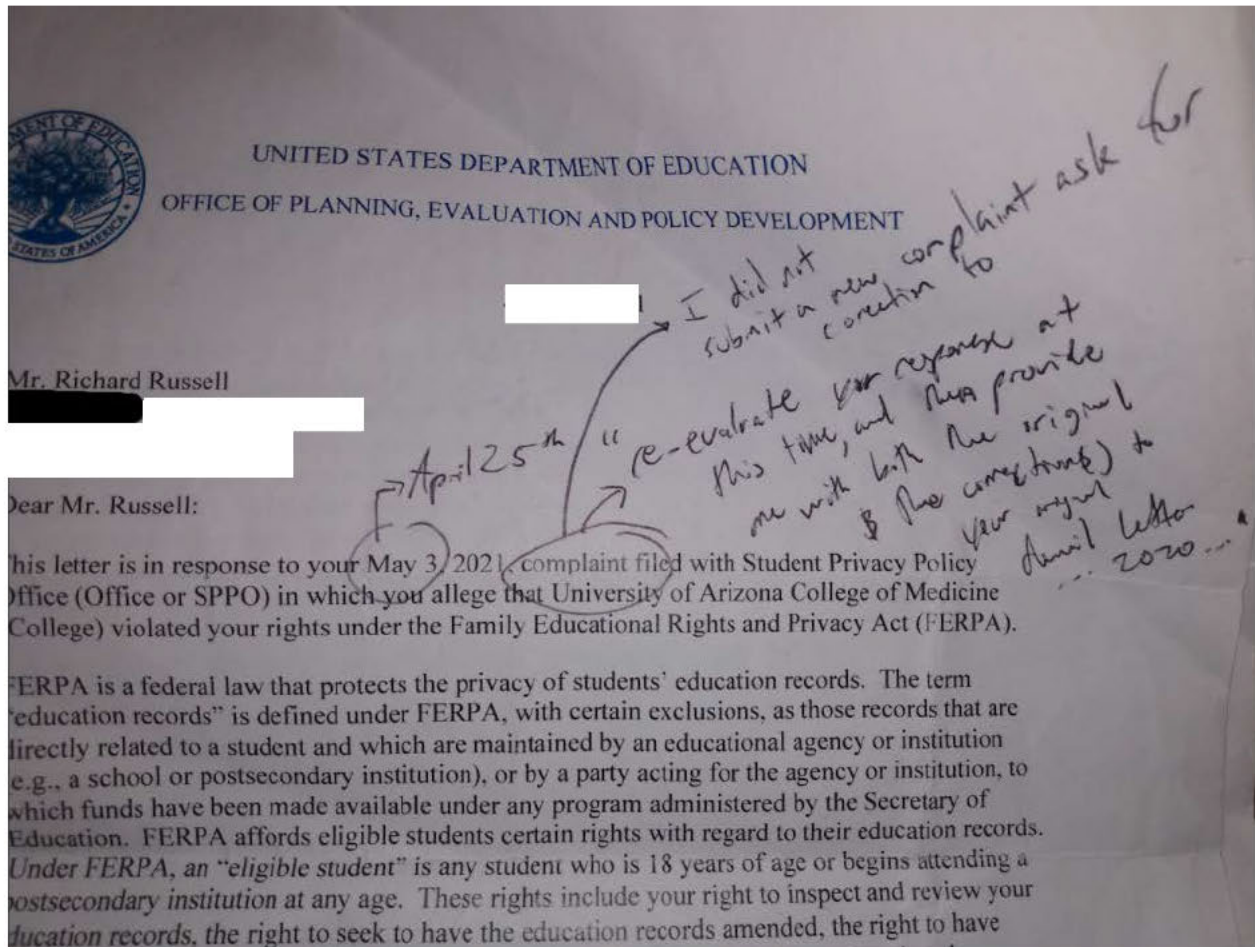 MENT OF EDUCATION
STATES OF AMERICA
UNITED STATES DEPARTMENT OF EDUCATION
OFFICE OF PLANNING, EVALUATION AND POLICY DEVELOPMENT
I did not
submit a new complaint ask for
corection to
Mr. Richard Russell
April 25th
" re-evaluate your response at
this time, and then provide
me with both the original
& the correction(s) to
your
letter
... 2020 ...
Dear Mr. Russell:
This letter is in response to your May 3, 2021, complaint filed with Student Privacy Policy
Office (Office or SPPO) in which you allege that University of Arizona College of Medicine
College) violated your rights under the Family Educational Rights and Privacy Act (FERPA).
FERPA is a federal law that protects the privacy of students' education records. The term
"education records" is defined under FERPA, with certain exclusions, as those records that are
directly related to a student and which are maintained by an educational agency or institution
e.g., a school or postsecondary institution), or by a party acting for the agency or institution, to
which funds have been made available under any program administered by the Secretary of
Education. FERPA affords eligible students certain rights with regard to their education records.
Under FERPA, an "eligible student" is any student who is 18 years of age or begins attending a
postsecondary institution at any age. These rights include your right to inspect and review your
education records, the right to seek to have the education records amended, the right to have